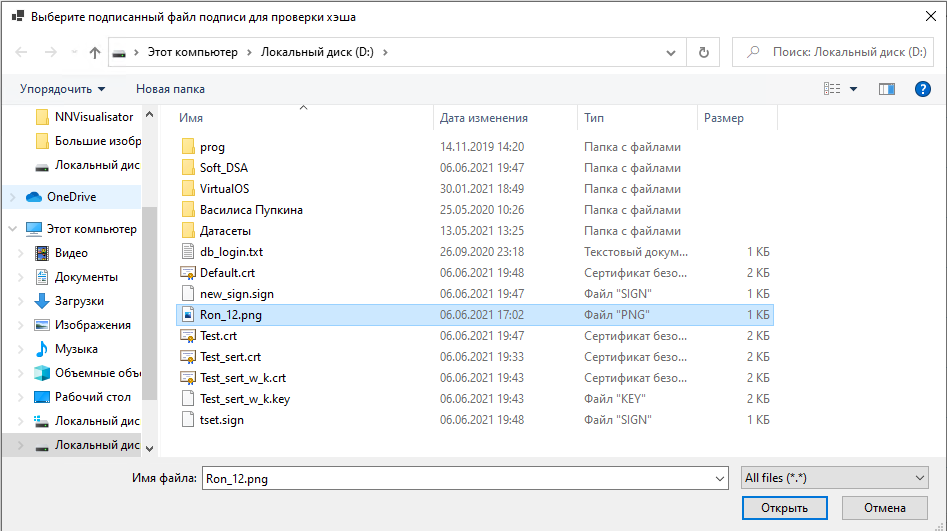 Выберите подписанный файл подписи для проверки хэша
Этот компьютер Локальный диск (D:)
Поиск: Локальный диск (D:)
Упорядочить Новая папка
Имя Дата изменения Тип Размер
NNVisualisator
Большие изобр
Локальный дис
OneDrive
Этот компьютер
Видео
Документы
Загрузки
Изображения
Музыка
Объемные объ
Рабочий стол
Локальный дис
Локальный дис
prog 14.11.2019 14:20 Папка с файлами
Soft_DSA 06.06.2021 19:47 Папка с файлами
VirtualOS 30.01.2021 18:49 Папка с файлами
Василиса Пупкина 25.05.2020 10:26 Папка с файлами
Датасеты 13.05.2021 13:25 Папка с файлами
db_login.txt 26.09.2020 23:18 Текстовый докум... 1 КБ
Default.crt 06.06.2021 19:48 Сертификат безо... 2 КБ
new_sign.sign 06.06.2021 19:47 Файл "SIGN" 1 КБ
Ron_12.png 06.06.2021 17:02 Файл "PNG" 1 КБ
Test.crt 06.06.2021 19:47 Сертификат безо... 2 КБ
Test_sert.crt 06.06.2021 19:33 Сертификат безо... 2 КБ
Test_sert_w_k.crt 06.06.2021 19:43 Сертификат безо... 2 КБ
Test_sert_w_k.key 06.06.2021 19:43 Файл "KEY" 2 КБ
tset.sign 06.06.2021 19:48 Файл "SIGN" 1 КБ
Имя файла: Ron_12.png All files (*.*)
Открыть Отмена